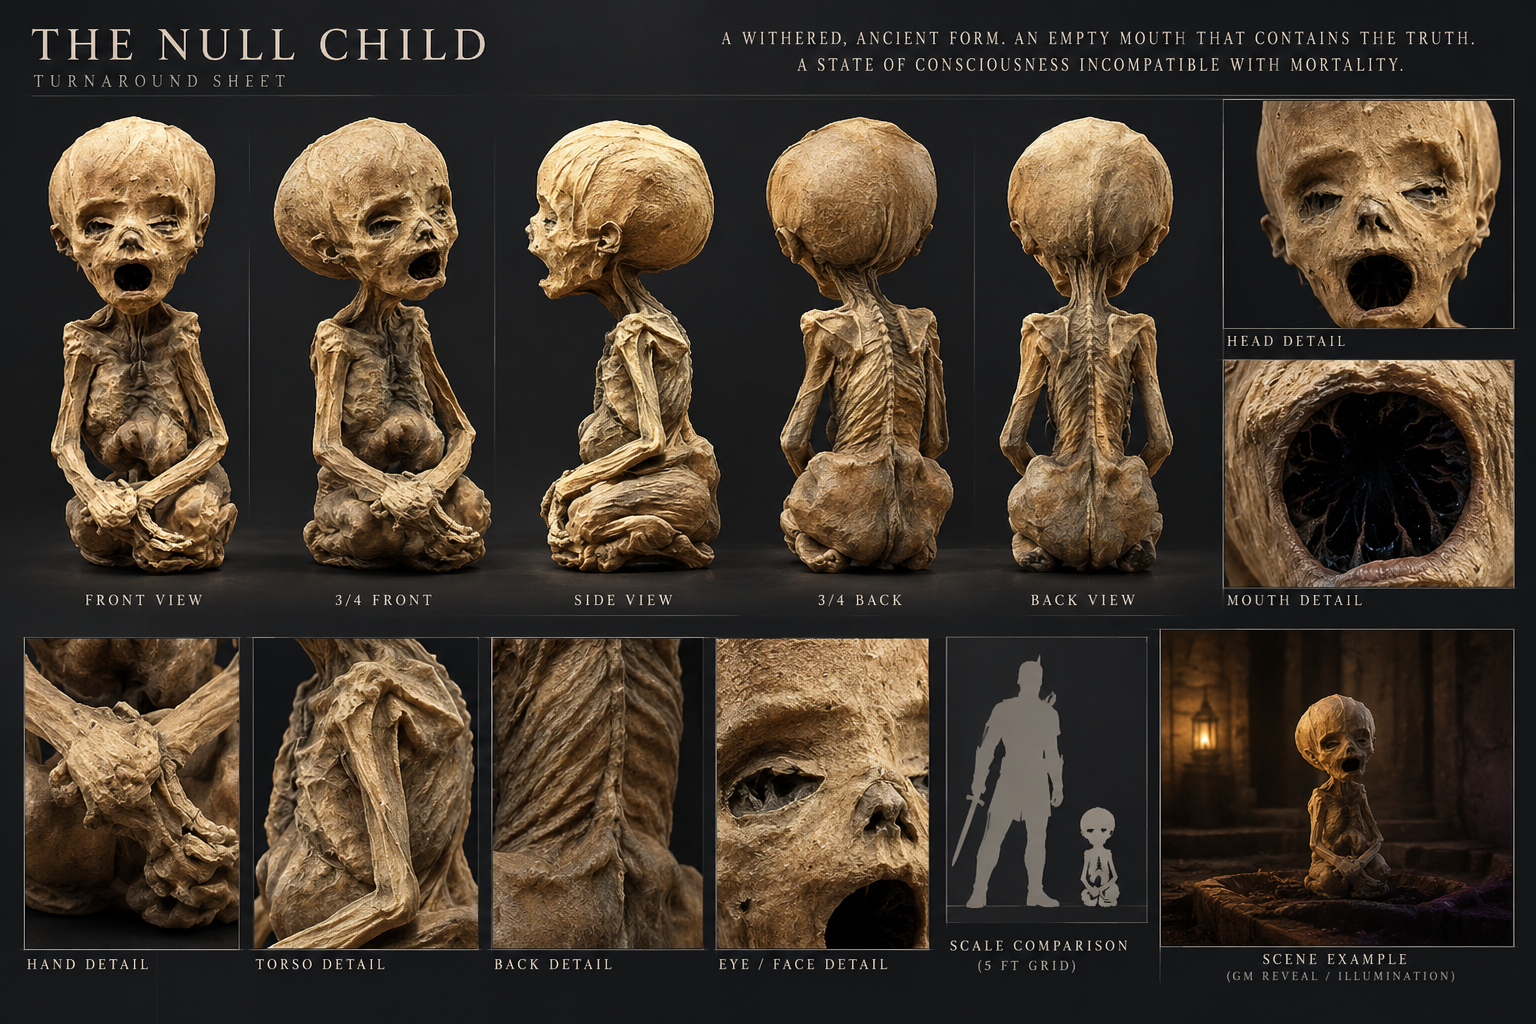 THE NULL CHILD
TURNAROUND SHEET
A WITHERED, ANCIENT FORM. AN EMPTY MOUTH THAT CONTAINS THE TRUTH.
A STATE OF CONSCIOUSNESS INCOMPATIBLE WITH MORTALITY.
FRONT VIEW
3/4 FRONT
SIDE VIEW
3/4 BACK
BACK VIEW
HEAD DETAIL
MOUTH DETAIL
HAND DETAIL
TORSO DETAIL
BACK DETAIL
EYE / FACE DETAIL
SCALE COMPARISON
(5 FT GRID)
SCENE EXAMPLE
(GM REVEAL / ILLUMINATION)